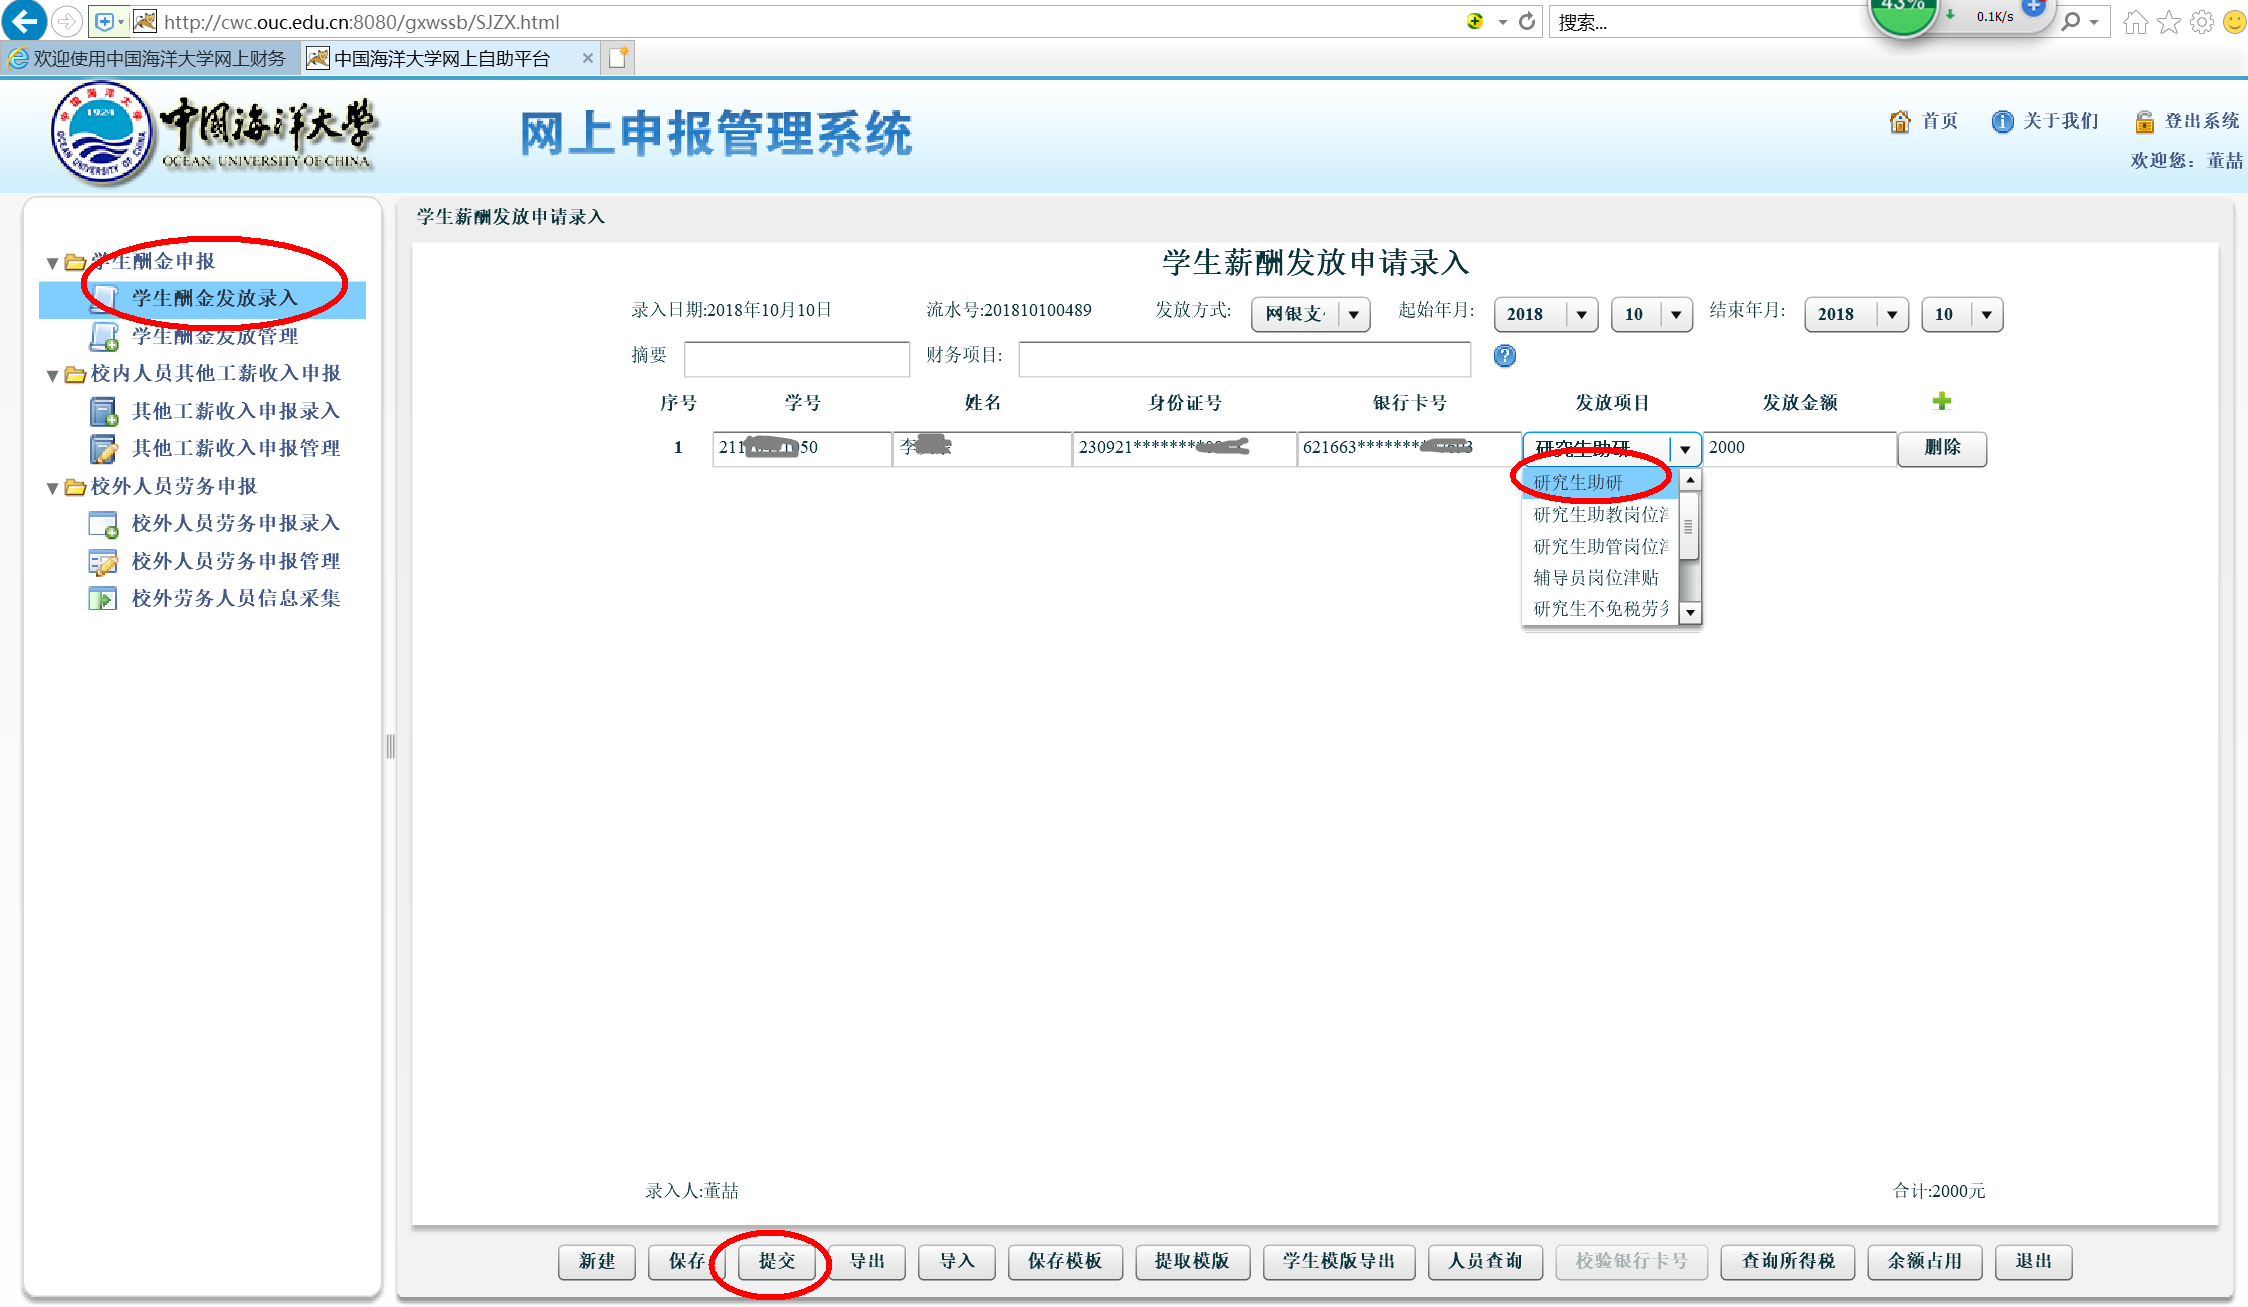 http://cwc.ouc.edu.cn:8080/gxwssb/SJZX.html
搜索...
43%
0.1K/s
欢迎使用中国海洋大学网上财务
中国海洋大学网上自助平台
中国海洋大学
OCEAN UNIVERSITY OF CHINA
1924
网上申报管理系统
首页
关于我们
登出系统
欢迎您：董喆
学生酬金申报
学生酬金发放录入
学生酬金发放管理
校内人员其他工薪收入申报
其他工薪收入申报录入
其他工薪收入申报管理
校外人员劳务申报
校外人员劳务申报录入
校外人员劳务申报管理
校外劳务人员信息采集
学生薪酬发放申请录入
学生薪酬发放申请录入
录入日期:2018年10月10日 流水号:201810100489 发放方式: 网银支 起始年月: 2018 10 结束年月: 2018 10
摘要 财务项目:
序号 学号 姓名 身份证号 银行卡号 发放项目 发放金额
1 211 50 李 230921******** 621663******** 研究生助研 2000 删除
研究生助研
研究生助教岗位
研究生助管岗位
辅导员岗位津贴
研究生不免税劳
录入人:董喆 合计:2000元
新建 保存 提交 导出 导入 保存模板 提取模版 学生模版导出 人员查询 校验银行卡号 查询所得税 余额占用 退出